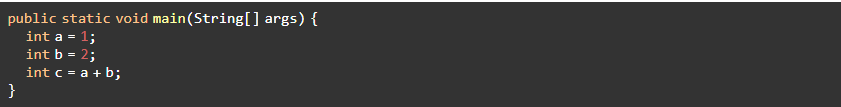 public static void main(String[] args) {
int a = 1;
int b = 2;
int c = a + b;
}